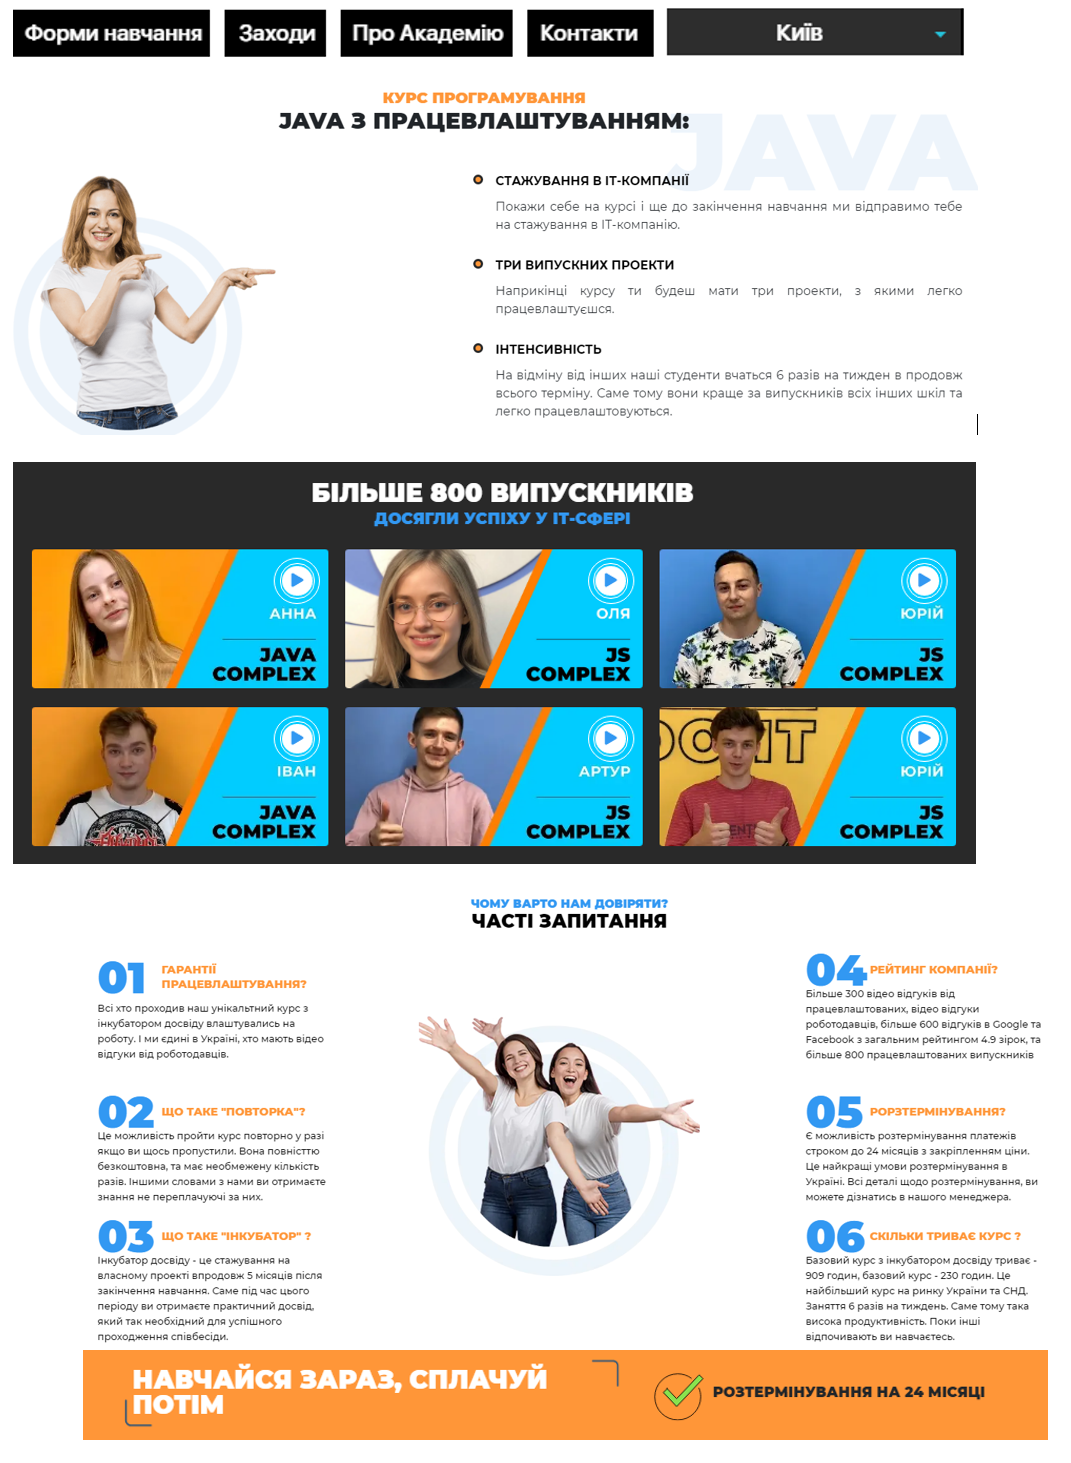 Форми навчання
Заходи
Про Академію
Контакти
Київ
КУРС ПРОГРАМУВАННЯ
JAVA З ПРАЦЕВЛАШТУВАННЯМ:
JAVA
СТАЖУВАННЯ В ІТ-КОМПАНІЇ
Покажи себе на курсі і ще до закінчення навчання ми відправимо тебе
на стажування в ІТ-компанію.
ТРИ ВИПУСКНИХ ПРОЕКТИ
Наприкінці курсу ти будеш мати три проекти, з якими легко
працевлаштуєшся.
ІНТЕНСИВНІСТЬ
На відміну від інших наші студенти вчаться 6 разів на тижден в продовж
всього терміну. Саме тому вони краще за випускників всіх інших шкіл та
легко працевлаштовуються.
БІЛЬШЕ 800 ВИПУСКНИКІВ
ДОСЯГЛИ УСПІХУ У ІТ-СФЕРІ
АННА
JAVA
COMPLEX
ОЛЯ
JS
COMPLEX
ЮРІЙ
JS
COMPLEX
ІВАН
JAVA
COMPLEX
АРТУР
JS
COMPLEX
ЮРІЙ
JS
COMPLEX
ЧОМУ ВАРТО НАМ ДОВІРЯТИ?
ЧАСТІ ЗАПИТАННЯ
01 ГАРАНТІЇ
ПРАЦЕВЛАШТУВАННЯ?
Всі хто проходив наш унікальтний курс з
інкубатором досвіду влаштувались на
роботу. І ми єдині в Україні, хто мають відео
відгуки від роботодавців.
02 ЩО ТАКЕ "ПОВТОРКА"?
Це можливість пройти курс повторно у разі
якщо ви щось пропустили. Вона повністтю
безкоштовна, та має необмежену кількість
разів. Іншими словами з нами ви отримаєте
знання не переплачуючі за них.
03 ЩО ТАКЕ "ІНКУБАТОР" ?
Інкубатор досвіду - це стажування на
власному проекті впродовж 5 місяців після
закінчення навчання. Саме під час цього
періоду ви отримаєте практичний досвід,
який так необхідний для успішного
проходження співбесіди.
04 РЕЙТИНГ КОМПАНІЇ?
Більше 300 відео відгуків від
працевлаштованих, відео відгуки
роботодавців, більше 600 відгуків в Google та
Facebook з загальним рейтингом 4.9 зірок, та
більше 800 працевлаштованих випускників
05 РОРЗТЕРМІНУВАННЯ?
Є можливість розтермінування платежів
строком до 24 місяців з закріпленням ціни.
Це найкращі умови розтермінування в
Україні. Всі деталі щодо розтермінування, ви
можете дізнатись в нашого менеджера.
06 СКІЛЬКИ ТРИВАЄ КУРС ?
Базовий курс з інкубатором досвіду триває -
909 годин, базовий курс - 230 годин. Це
найбільший курс на ринку України та СНД.
Заняття 6 разів на тиждень. Саме тому така
висока продуктивність. Поки інші
відпочивають ви навчаєтесь.
НАВЧАЙСЯ ЗАРАЗ, СПЛАЧУЙ
ПОТІМ
РОЗТЕРМІНУВАННЯ НА 24 МІСЯЦІ